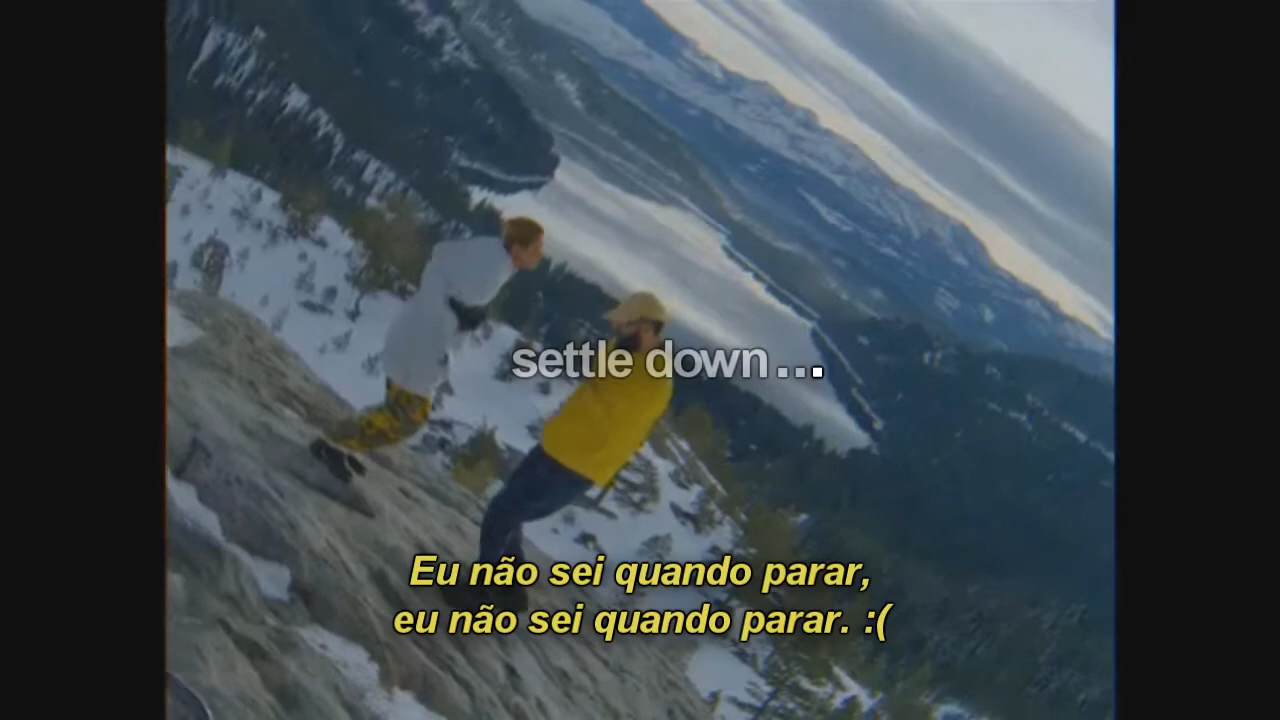 settle down...
Eu não sei quando parar,
eu não sei quando parar. :(